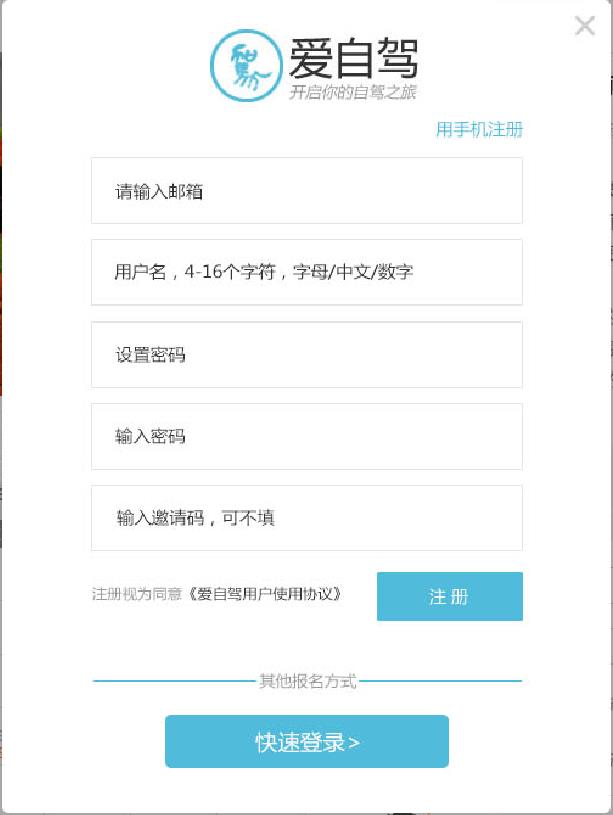 爱自驾
开启你的自驾之旅
用手机注册
请输入邮箱
用户名，4-16个字符，字母/中文/数字
设置密码
输入密码
输入邀请码，可不填
注册视为同意《爱自驾用户使用协议》
注 册
其他报名方式
快速登录>